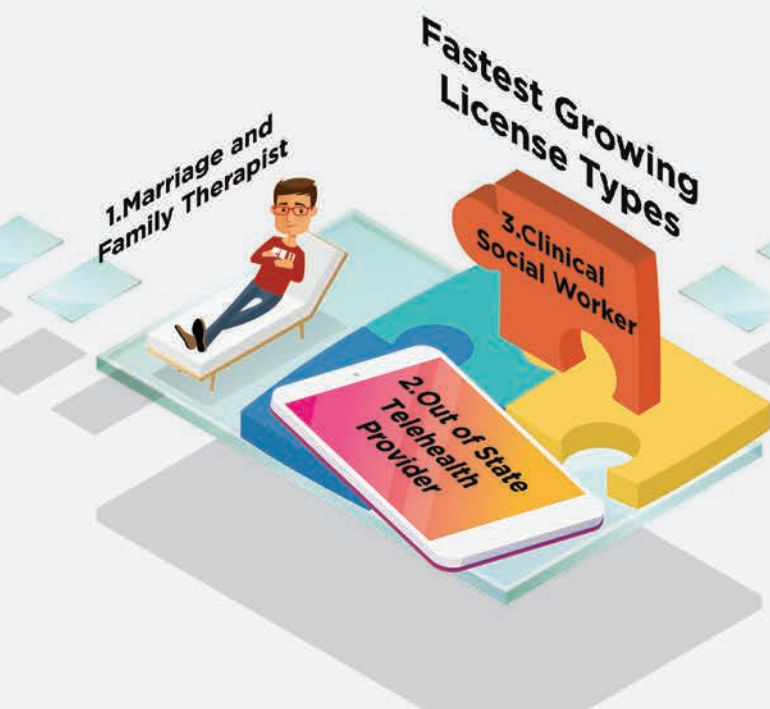 Fastest Growing
License Types
1.Marriage and
Family Therapist
2.Out of State
Telehealth
Provider
3.Clinical
Social Worker